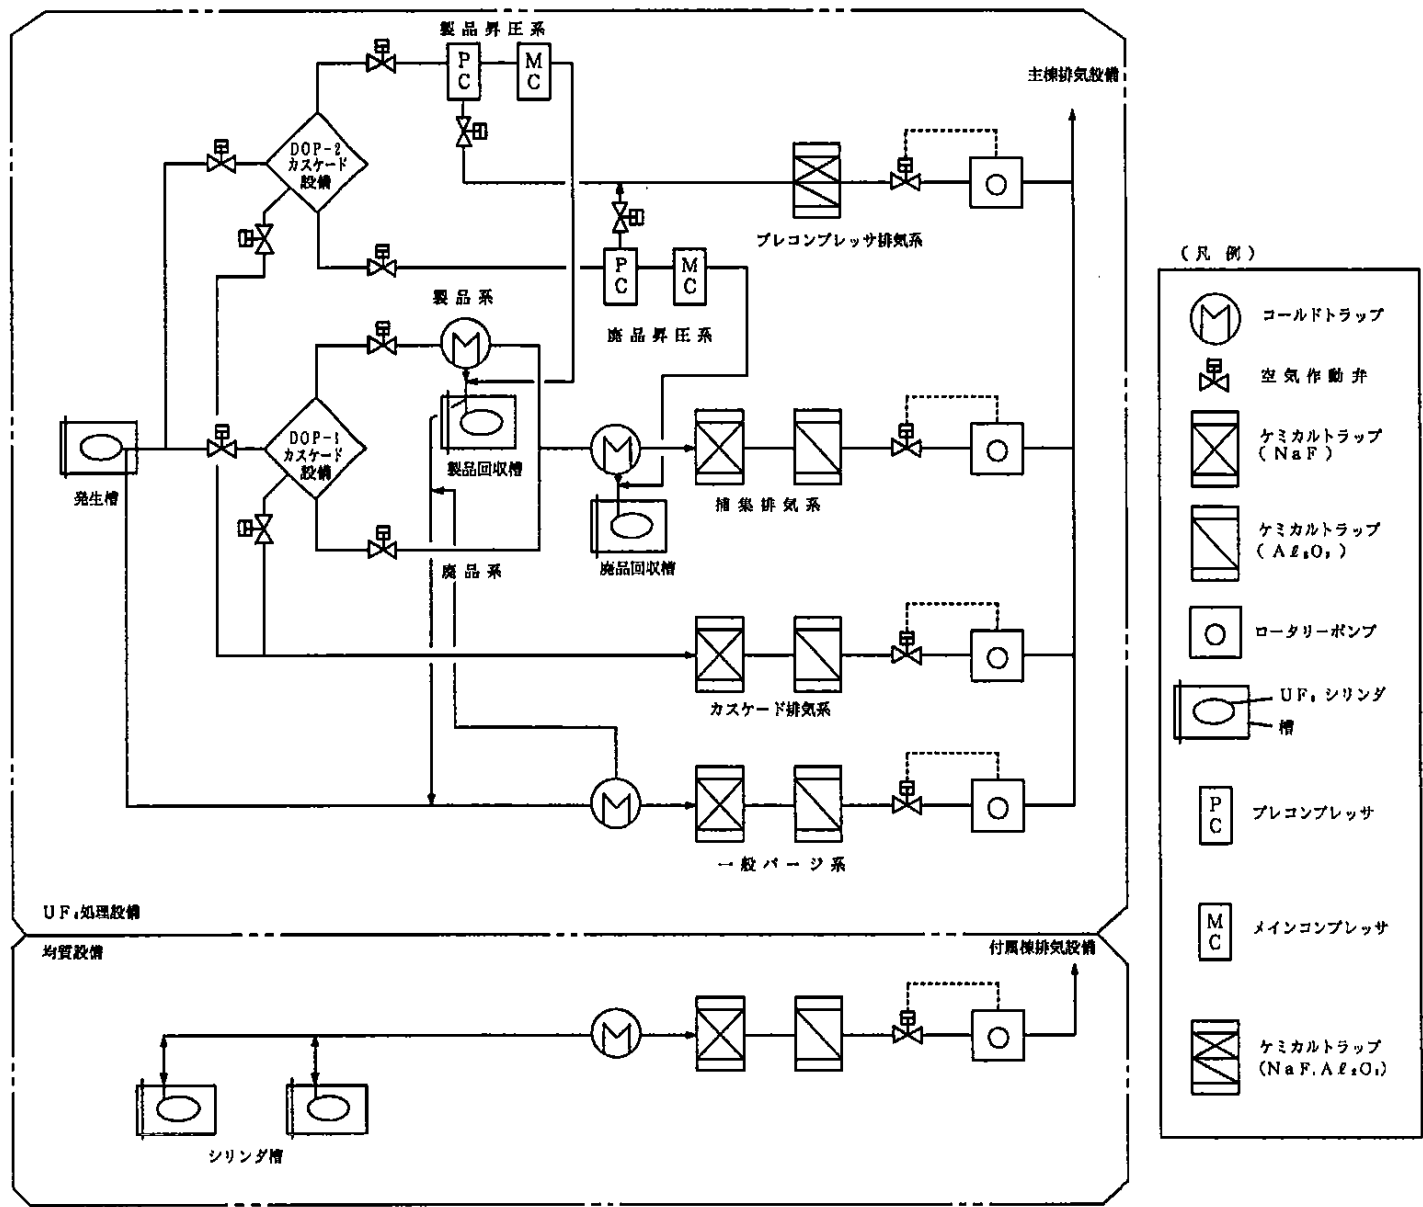 製品昇圧系
PC
MC
主棟排気設備
DOP-2
カスケード
設備
プレコンプレッサ排気系
PC
MC
製品系
廃品昇圧系
DOP-1
カスケード
設備
発生槽
製品回収槽
捕集排気系
廃品系
廃品回収槽
カスケード排気系
一般パージ系
UF₆処理設備
均質設備
付属棟排気設備
シリンダ槽
(凡例)
コールドトラップ
空気作動弁
ケミカルトラップ
(NaF)
ケミカルトラップ
(Aℓ₂O₃)
ロータリーポンプ
UF₆シリンダ
槽
PC
プレコンプレッサ
MC
メインコンプレッサ
ケミカルトラップ
(NaF,Aℓ₂O₃)